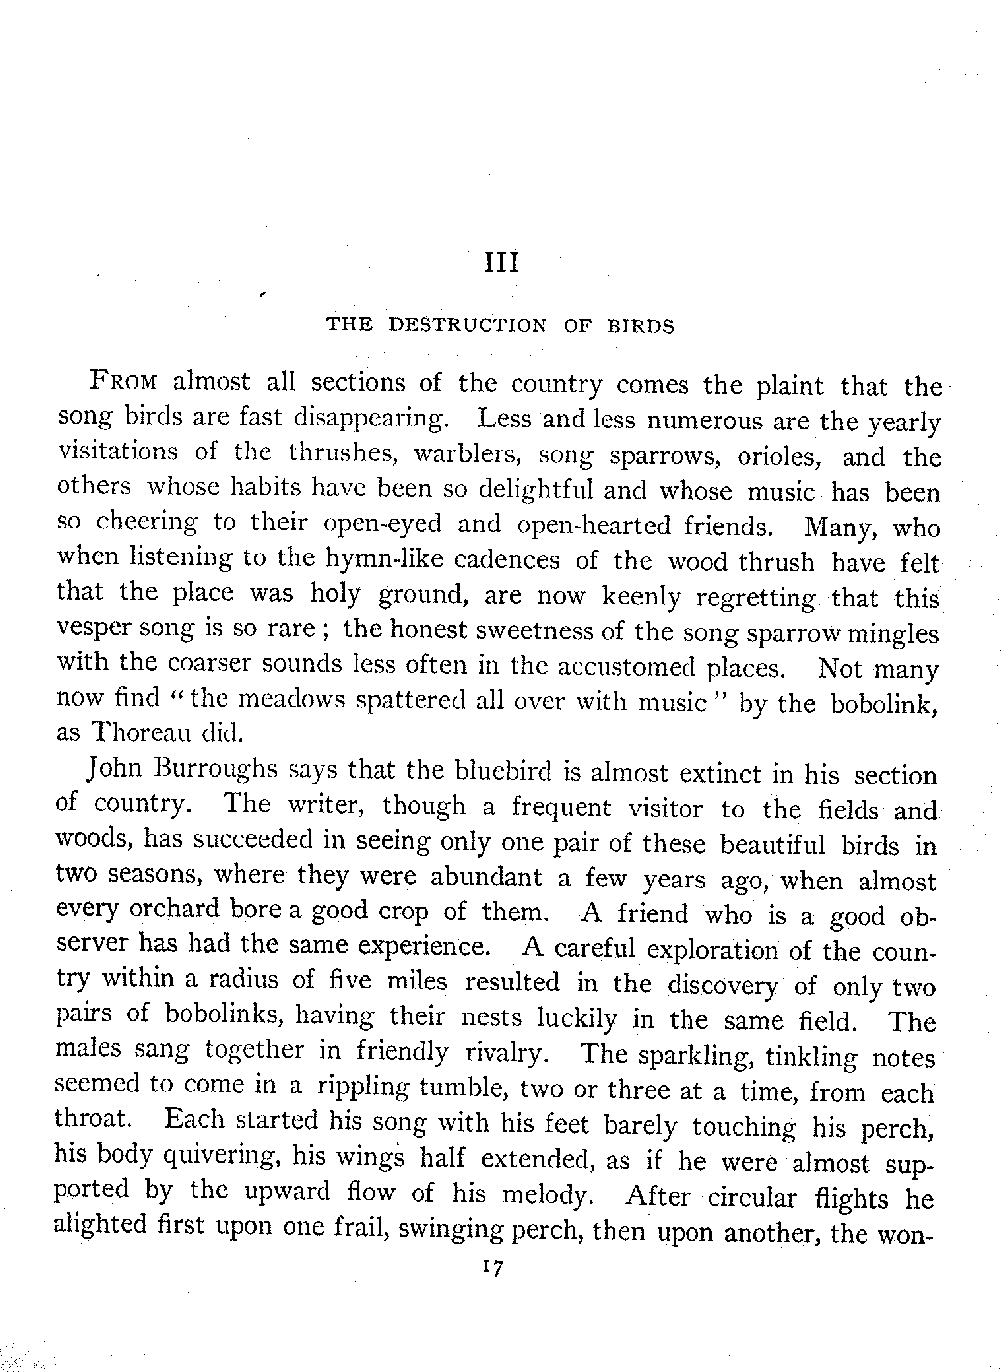 III
THE DESTRUCTION OF BIRDS
FROM almost all sections of the country comes the plaint that the
song birds are fast disappearing. Less and less numerous are the yearly
visitations of the thrushes, warblers, song sparrows, orioles, and the
others whose habits have been so delightful and whose music has been
so cheering to their open-eyed and open-hearted friends. Many, who
when listening to the hymn-like cadences of the wood thrush have felt
that the place was holy ground, are now keenly regretting that this
vesper song is so rare; the honest sweetness of the song sparrow mingles
with the coarser sounds less often in the accustomed places. Not many
now find "the meadows spattered all over with music" by the bobolink,
as Thoreau did.
John Burroughs says that the bluebird is almost extinct in his section
of country. The writer, though a frequent visitor to the fields and
woods, has succeeded in seeing only one pair of these beautiful birds in
two seasons, where they were abundant a few years ago, when almost
every orchard bore a good crop of them. A friend who is a good ob-
server has had the same experience. A careful exploration of the coun-
try within a radius of five miles resulted in the discovery of only two
pairs of bobolinks, having their nests luckily in the same field. The
males sang together in friendly rivalry. The sparkling, tinkling notes
seemed to come in a rippling tumble, two or three at a time, from each
throat. Each started his song with his feet barely touching his perch,
his body quivering, his wings half extended, as if he were almost sup-
ported by the upward flow of his melody. After circular flights he
alighted first upon one frail, swinging perch, then upon another, the won-
17